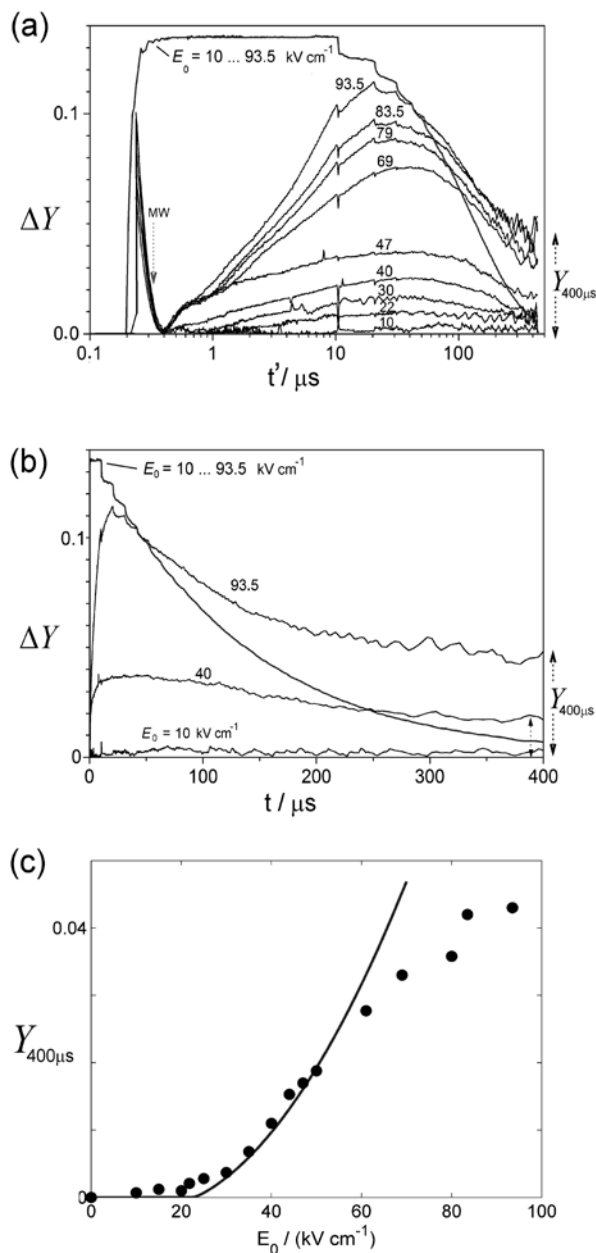 (a)
E₀ = 10 ... 93.5 kV cm⁻¹
93.5
83.5
79
69
47
40
30
22
10
MW
0.1
0.0
ΔY
Y₄₀₀μs
0.1 1 10 100
t'/ μs
(b)
E₀ = 10 ... 93.5 kV cm⁻¹
0.1
93.5
ΔY
40
Y₄₀₀μs
E₀ = 10 kV cm⁻¹
0
0 100 200 300 400
t / μs
(c)
0.04
Y₄₀₀μs
0
0 20 40 60 80 100
E₀ / (kV cm⁻¹)